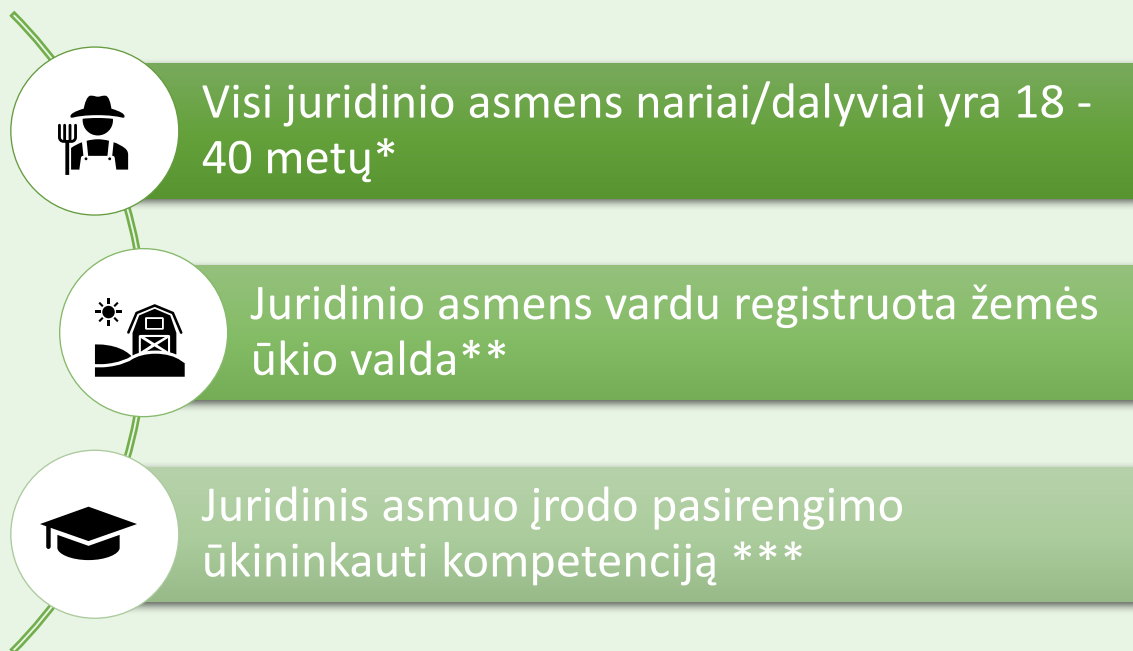 Visi juridinio asmens nariai/dalyviai yra 18 -
40 metų*
Juridinio asmens vardu registruota žemės
ūkio valda**
Juridinis asmuo įrodo pasirengimo
ūkininkauti kompetenciją ***